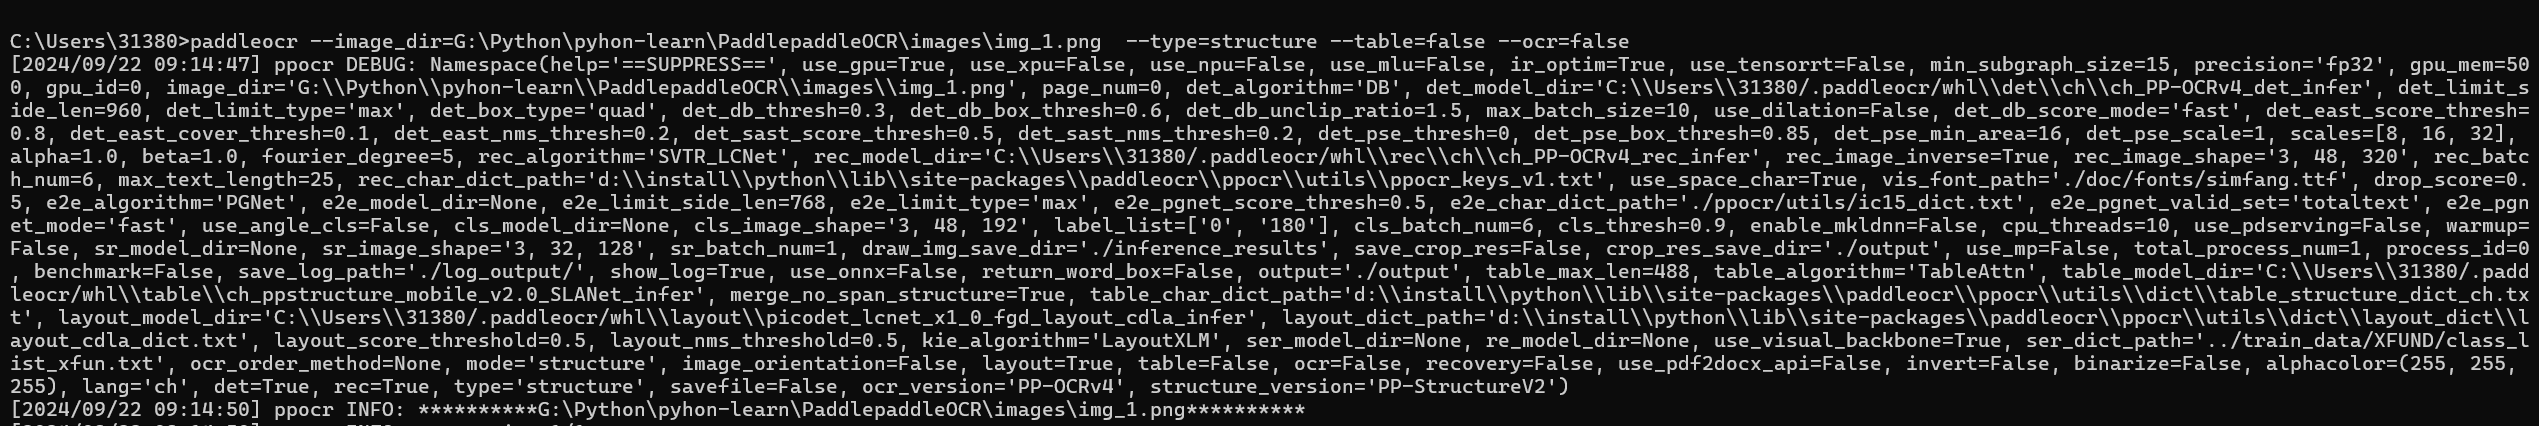 C:\Users\31380>paddleocr --image_dir=G:\Python\pyhon-learn\PaddlepaddleOCR\images\img_1.png  --type=structure --table=false --ocr=false
[2024/09/22 09:14:47] ppocr DEBUG: Namespace(help='==SUPPRESS==', use_gpu=True, use_xpu=False, use_npu=False, use_mlu=False, ir_optim=True, use_tensorrt=False, min_subgraph_size=15, precision='fp32', gpu_mem=50
0, gpu_id=0, image_dir='G:\\Python\\pyhon-learn\\PaddlepaddleOCR\\images\\img_1.png', page_num=0, det_algorithm='DB', det_model_dir='C:\\Users\\31380/.paddleocr/whl\\det\\ch\\ch_PP-OCRv4_det_infer', det_limit_s
ide_len=960, det_limit_type='max', det_box_type='quad', det_db_thresh=0.3, det_db_box_thresh=0.6, det_db_unclip_ratio=1.5, max_batch_size=10, use_dilation=False, det_db_score_mode='fast', det_east_score_thresh=
0.8, det_east_cover_thresh=0.1, det_east_nms_thresh=0.2, det_sast_score_thresh=0.5, det_sast_nms_thresh=0.2, det_pse_thresh=0, det_pse_box_thresh=0.85, det_pse_min_area=16, det_pse_scale=1, scales=[8, 16, 32],
alpha=1.0, beta=1.0, fourier_degree=5, rec_algorithm='SVTR_LCNet', rec_model_dir='C:\\Users\\31380/.paddleocr/whl\\rec\\ch\\ch_PP-OCRv4_rec_infer', rec_image_inverse=True, rec_image_shape='3, 48, 320', rec_batc
h_num=6, max_text_length=25, rec_char_dict_path='d:\\install\\python\\lib\\site-packages\\paddleocr\\ppocr\\utils\\ppocr_keys_v1.txt', use_space_char=True, vis_font_path='./doc/fonts/simfang.ttf', drop_score=0.
5, e2e_algorithm='PGNet', e2e_model_dir=None, e2e_limit_side_len=768, e2e_limit_type='max', e2e_pgnet_score_thresh=0.5, e2e_char_dict_path='./ppocr/utils/ic15_dict.txt', e2e_pgnet_valid_set='totaltext', e2e_pgn
et_mode='fast', use_angle_cls=False, cls_model_dir=None, cls_image_shape='3, 48, 192', label_list=['0', '180'], cls_batch_num=6, cls_thresh=0.9, enable_mkldnn=False, cpu_threads=10, use_pdserving=False, warmup=
False, sr_model_dir=None, sr_image_shape='3, 32, 128', sr_batch_num=1, draw_img_save_dir='./inference_results', save_crop_res=False, crop_res_save_dir='./output', use_mp=False, total_process_num=1, process_id=0
, benchmark=False, save_log_path='./log_output/', show_log=True, use_onnx=False, return_word_box=False, output='./output', table_max_len=488, table_algorithm='TableAttn', table_model_dir='C:\\Users\\31380/.padd
leocr/whl\\table\\ch_ppstructure_mobile_v2.0_SLANet_infer', merge_no_span_structure=True, table_char_dict_path='d:\\install\\python\\lib\\site-packages\\paddleocr\\ppocr\\utils\\dict\\table_structure_dict_ch.tx
t', layout_model_dir='C:\\Users\\31380/.paddleocr/whl\\layout\\picodet_lcnet_x1_0_fgd_layout_cdla_infer', layout_dict_path='d:\\install\\python\\lib\\site-packages\\paddleocr\\ppocr\\utils\\dict\\layout_dict\\l
ayout_cdla_dict.txt', layout_score_threshold=0.5, layout_nms_threshold=0.5, kie_algorithm='LayoutXLM', ser_model_dir=None, re_model_dir=None, use_visual_backbone=True, ser_dict_path='../train_data/XFUND/class_l
ist_xfun.txt', ocr_order_method=None, mode='structure', image_orientation=False, layout=True, table=False, ocr=False, recovery=False, use_pdf2docx_api=False, invert=False, binarize=False, alphacolor=(255, 255,
255), lang='ch', det=True, rec=True, type='structure', savefile=False, ocr_version='PP-OCRv4', structure_version='PP-StructureV2')
[2024/09/22 09:14:50] ppocr INFO: **********G:\Python\pyhon-learn\PaddlepaddleOCR\images\img_1.png**********